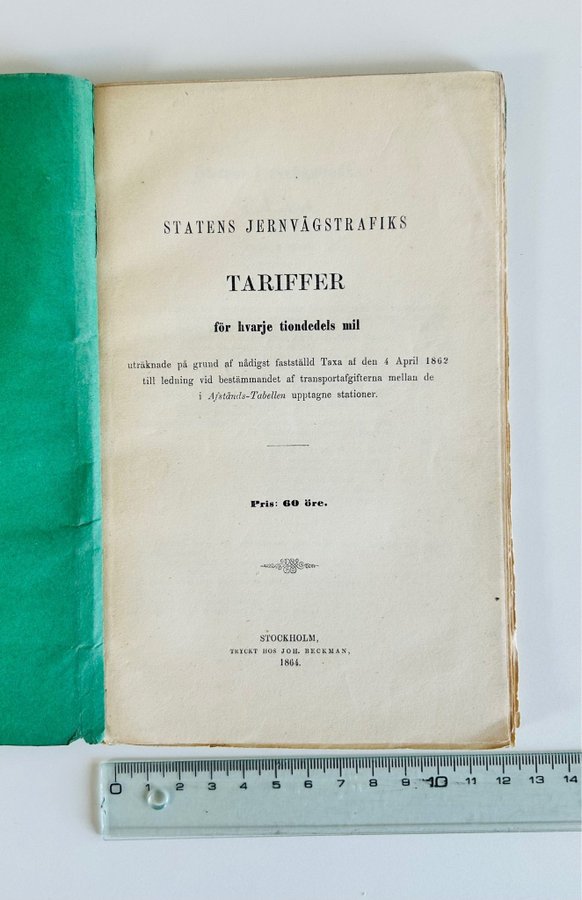 STATENS JERNVÄGSTRAFIKS
TARIFFER
för hvarje tiondedels mil
uträknade på grund af nådigst fastställd Taxa af den 4 April 1862
till ledning vid bestämmandet af transportafgifterna mellan de
i Afstånds-Tabellen upptagne stationer.
Pris: 60 öre.
STOCKHOLM,
TRYCKT HOS JOH. BECKMAN,
1864.
0 1 2 3 4 5 6 7 8 9 10 11 12 13 14